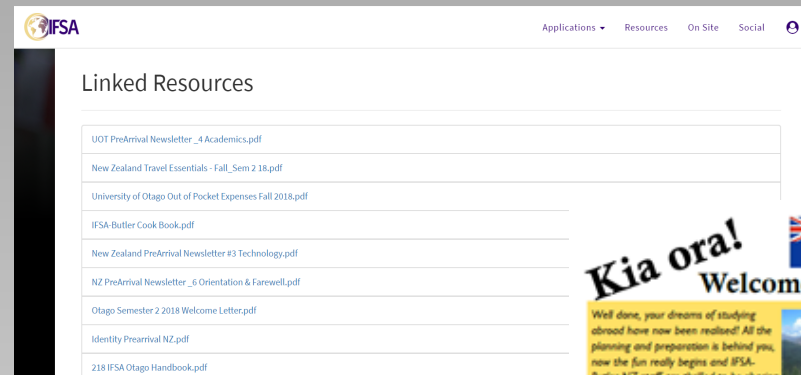 IFSA
Applications Resources On Site Social
Linked Resources
UOT PreArrival Newsletter _4 Academics.pdf
New Zealand Travel Essentials - Fall_Sem 2 18.pdf
University of Otago Out of Pocket Expenses Fall 2018.pdf
IFSA-Butler Cook Book.pdf
New Zealand PreArrival Newsletter #3 Technology.pdf
NZ PreArrival Newsletter _6 Orientation & Farewell.pdf
Otago Semester 2 2018 Welcome Letter.pdf
Identity Prearrival NZ.pdf
218 IFSA Otago Handbook.pdf
Kia ora!
Welcom
Well done, your dreams of studying
abroad have now been realised! All the
planning and preparation is behind you,
now the fun really begins and IFSA-